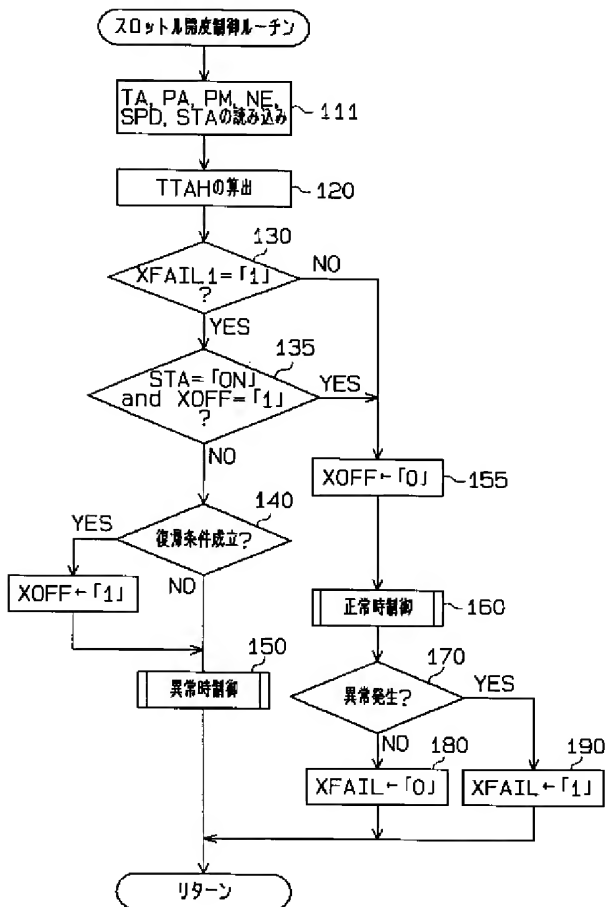 スロットル開度制御ルーチン
TA, PA, PM, NE,
SPD, STAの読み込み
111
TTAHの算出
120
130
XFAIL1=「1」
?
NO
YES
135
STA=「ON」
and XOFF=「1」
?
YES
NO
XOFF←「0」
155
140
YES
復帰条件成立?
NO
XOFF←「1」
正常時制御
160
150
異常時制御
170
異常発生?
YES
NO
180
190
XFAIL←「0」
XFAIL←「1」
リターン